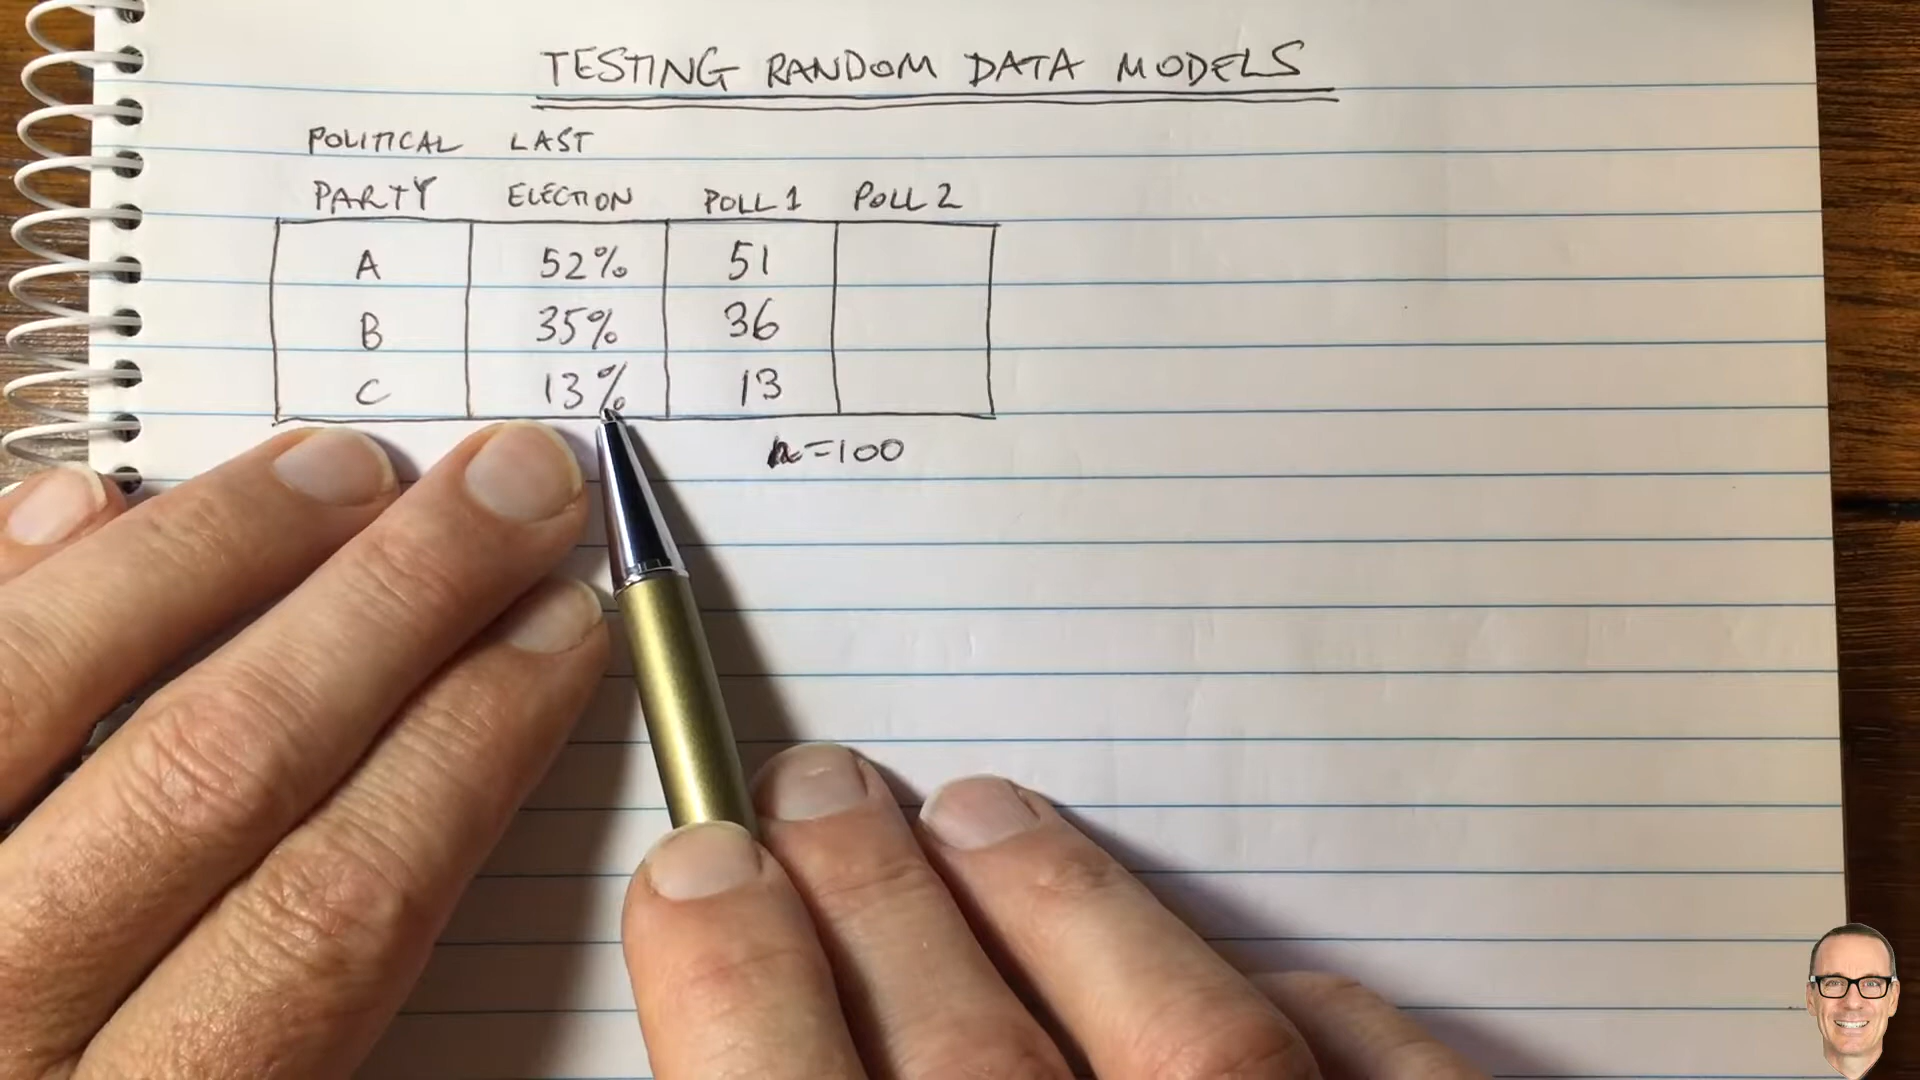 TESTING RANDOM DATA MODELS
POLITICAL LAST
PARTY ELECTION POLL 1 POLL 2
A 52% 51
B 35% 36
C 13% 13
n=100